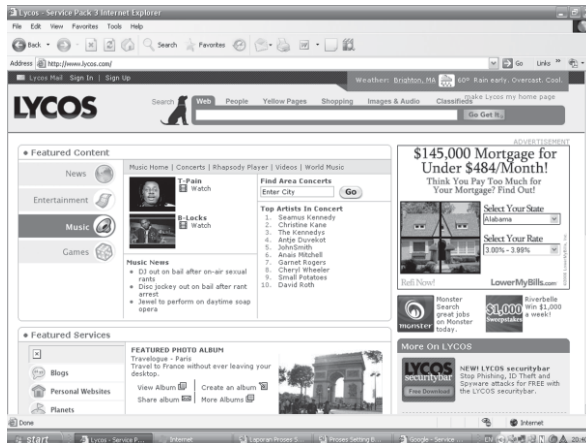 Lycos - Service Pack 3 Internet Explorer
File Edit View Favorites Tools Help
Back Search Favorites
Address http://www.lycos.com/ Go Links
Lycos Mail Sign In | Sign Up
Weather: Brighton, MA 60° Rain early. Overcast. Cool.
make Lycos my home page
LYCOS
Search Web People Yellow Pages Shopping Images & Audio Classifieds
Go Get It
ADVERTISEMENT
Featured Content
News
Entertainment
Music
Games
Music Home | Concerts | Rhapsody Player | Videos | World Music
T-Pain
Watch
B-Locks
Watch
Music News
DJ out on bail after on-air sexual
rants
Disc jockey out on bail after rant
arrest
Jewel to perform on daytime soap
opera
Find Area Concerts
Enter City Go
Top Artists In Concert
1. Seamus Kennedy
2. Christine Kane
3. The Kennedys
4. Antje Duvekot
5. JohnSmith
6. Anais Mitchell
7. Garnet Rogers
8. Cheryl Wheeler
9. Small Potatoes
10. David Roth
$145,000 Mortgage for
Under $484/Month!
Think You Pay Too Much for
Your Mortgage? Find Out!
Select Your State
Alabama
Select Your Rate
3.00% - 3.98%
Refi Now! LowerMyBills.com
monster
Monster
Search
great jobs
on Monster
today.
$1,000
Sweepstakes
Riverbelle
Win $1,000
a week!
Featured Services
Blogs
Personal Websites
Planets
FEATURED PHOTO ALBUM
Travelogue - Paris
Travel to France without ever leaving your
desktop.
View Album Create an album
Share album More Albums
More On LYCOS
LYCOS
securitybar
Free Download
NEW! LYCOS securitybar
Stop Phishing, ID Theft and
Spyware attacks for FREE with
the LYCOS securitybar.
Done Internet
start Lycos - Service P... Internet Laporan Proses S... Proses Setting B... Google - Service ... EN